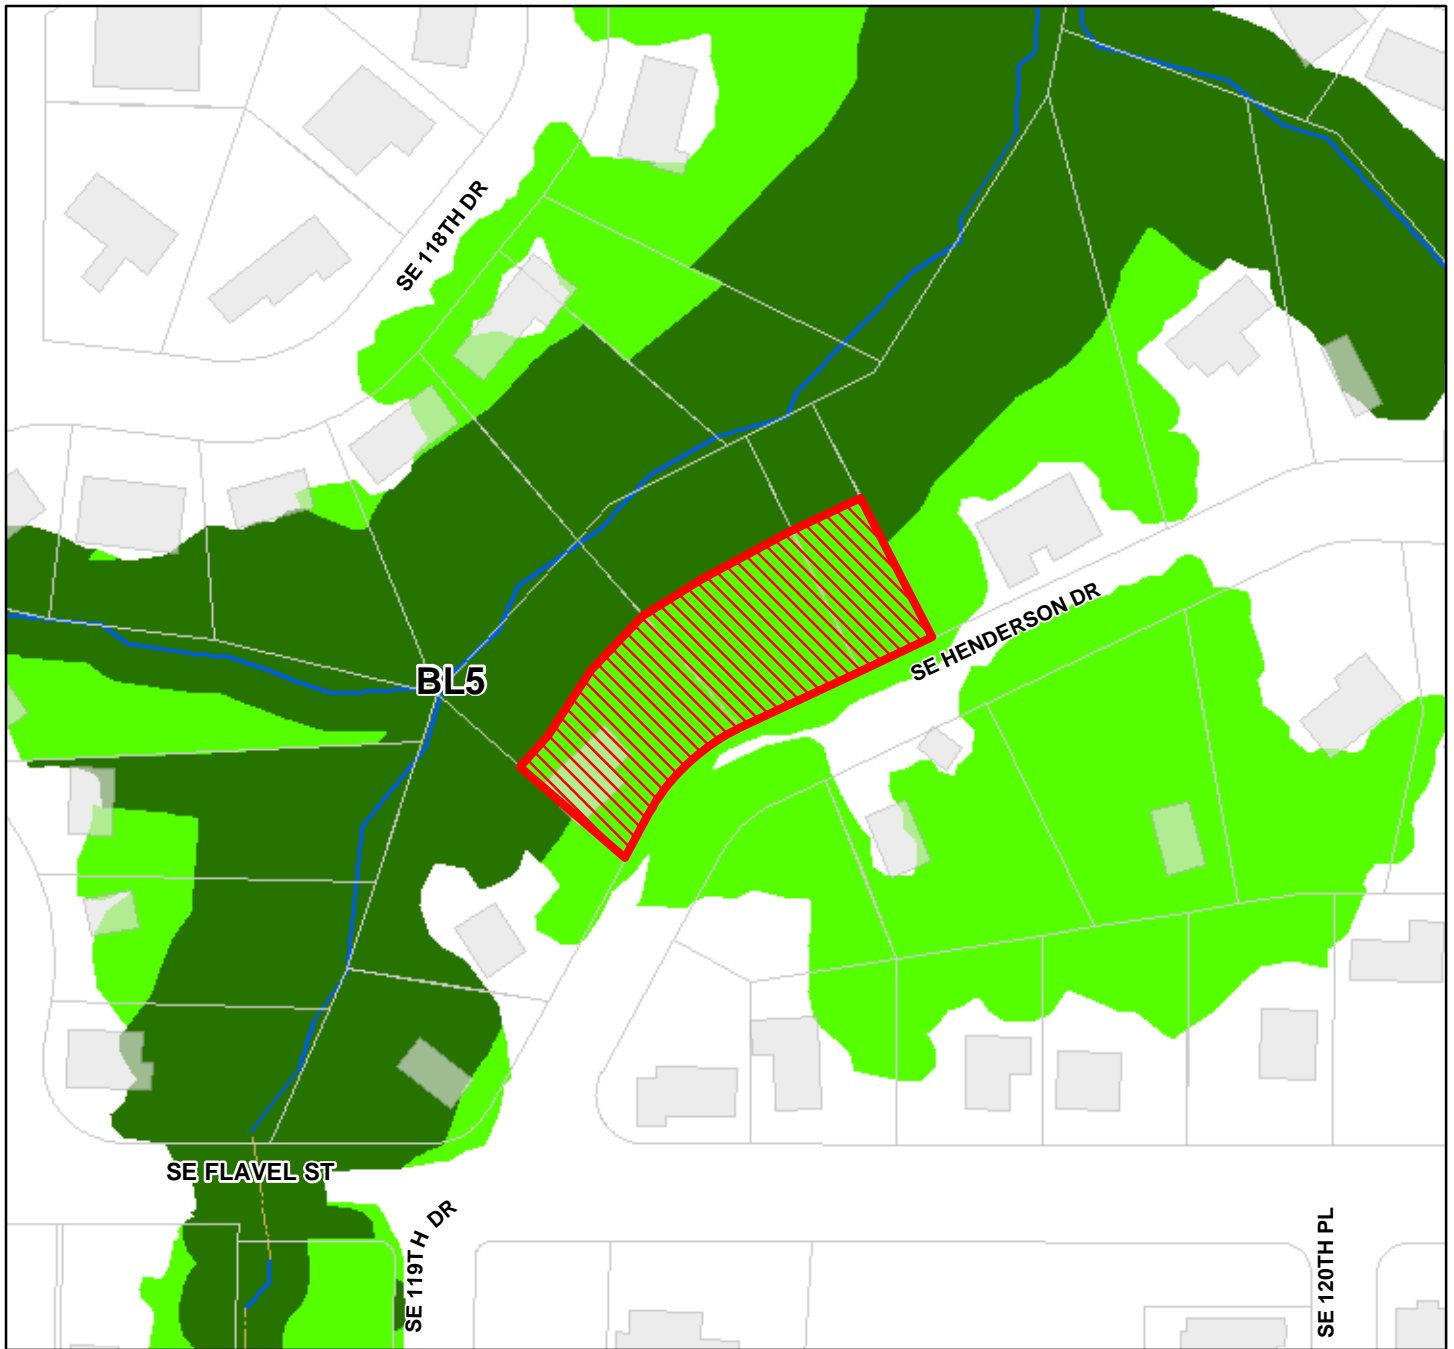 SE 118TH DR
SE HENDERSON DR
BL5
SE FLAVEL ST
SE 119TH DR
SE 120TH PL